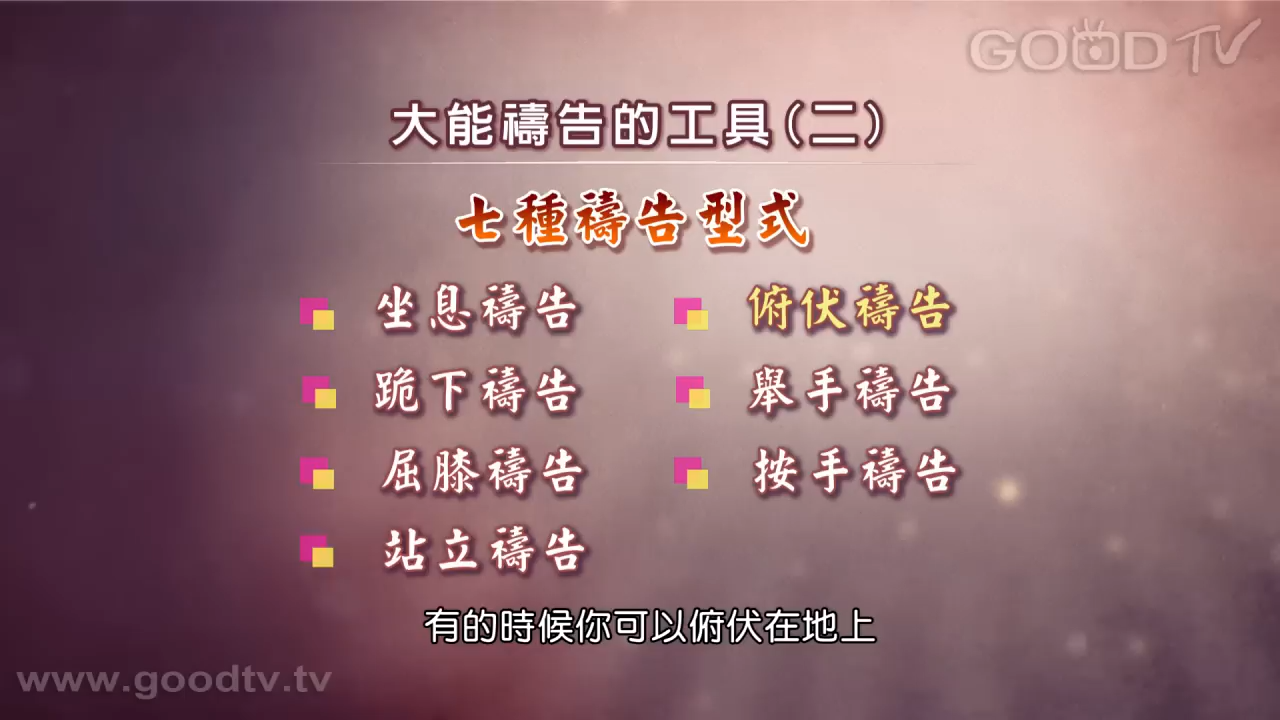 GOOD TV
大能禱告的工具(二)
七種禱告型式
坐息禱告
跪下禱告
屈膝禱告
站立禱告
俯伏禱告
舉手禱告
按手禱告
有的時候你可以俯伏在地上
www.goodtv.tv